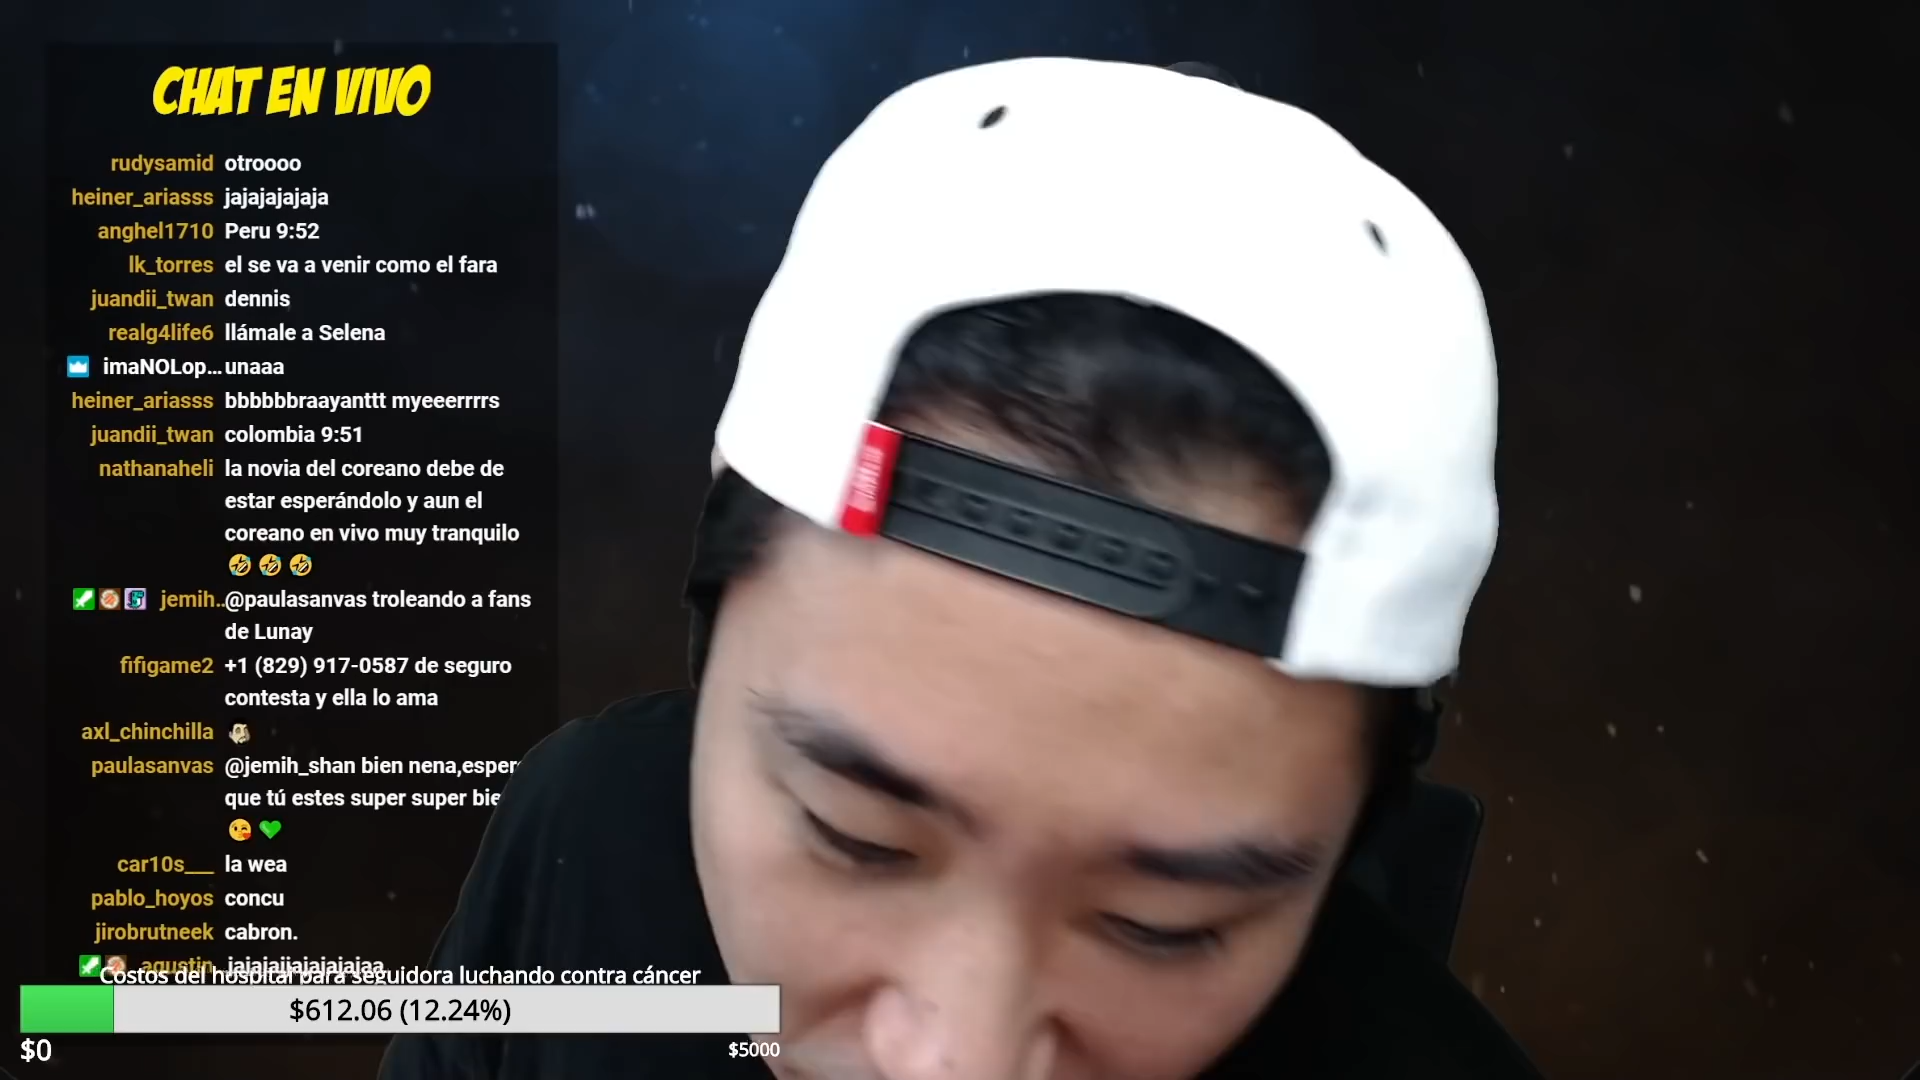 CHAT EN VIVO
rudysamid otroooo
heiner_ariasss jajajajajaja
anghel1710 Peru 9:52
lk_torres el se va a venir como el fara
juandii_twan dennis
realg4life6 llámale a Selena
imaNOLop... unaaa
heiner_ariasss bbbbbbraayanttt myeeerrrrs
juandii_twan colombia 9:51
nathanaheli la novia del coreano debe de
estar esperándolo y aun el
coreano en vivo muy tranquilo
🤣 🤣 🤣
jemih.. @paulasanvas troleando a fans
de Lunay
fifigame2 +1 (829) 917-0587 de seguro
contesta y ella lo ama
axl_chinchilla
paulasanvas @jemih_shan bien nena,esper
que tú estes super super bie
😘 💚
car10s___ la wea
pablo_hoyos concu
jirobrutneek cabron.
agustin jajajajjajajajajaa
Costos del hospital para seguidora luchando contra cáncer
$612.06 (12.24%)
$0 $5000